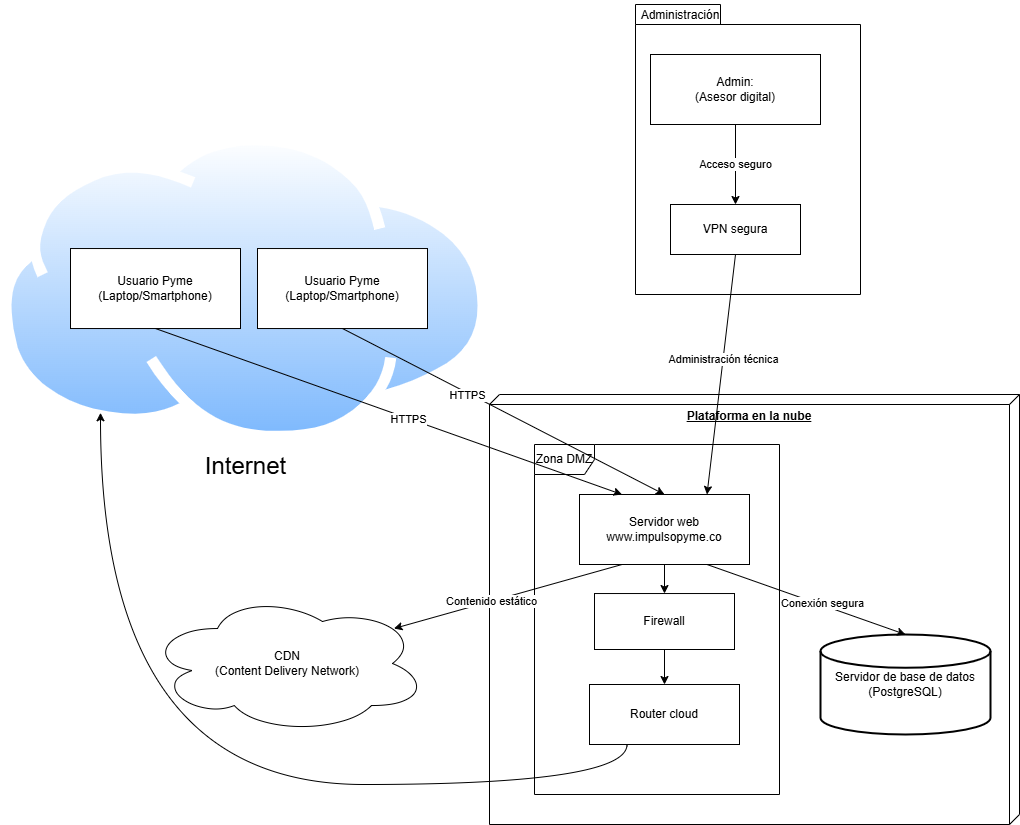 Administración
Admin:
(Asesor digital)
Acceso seguro
VPN segura
Usuario Pyme
(Laptop/Smartphone)
Usuario Pyme
(Laptop/Smartphone)
Administración técnica
HTTPS
HTTPS
Plataforma en la nube
Internet
Zona DMZ
Servidor web
www.impulsopyme.co
Contenido estático
Conexión segura
Firewall
CDN
(Content Delivery Network)
Servidor de base de datos
(PostgreSQL)
Router cloud